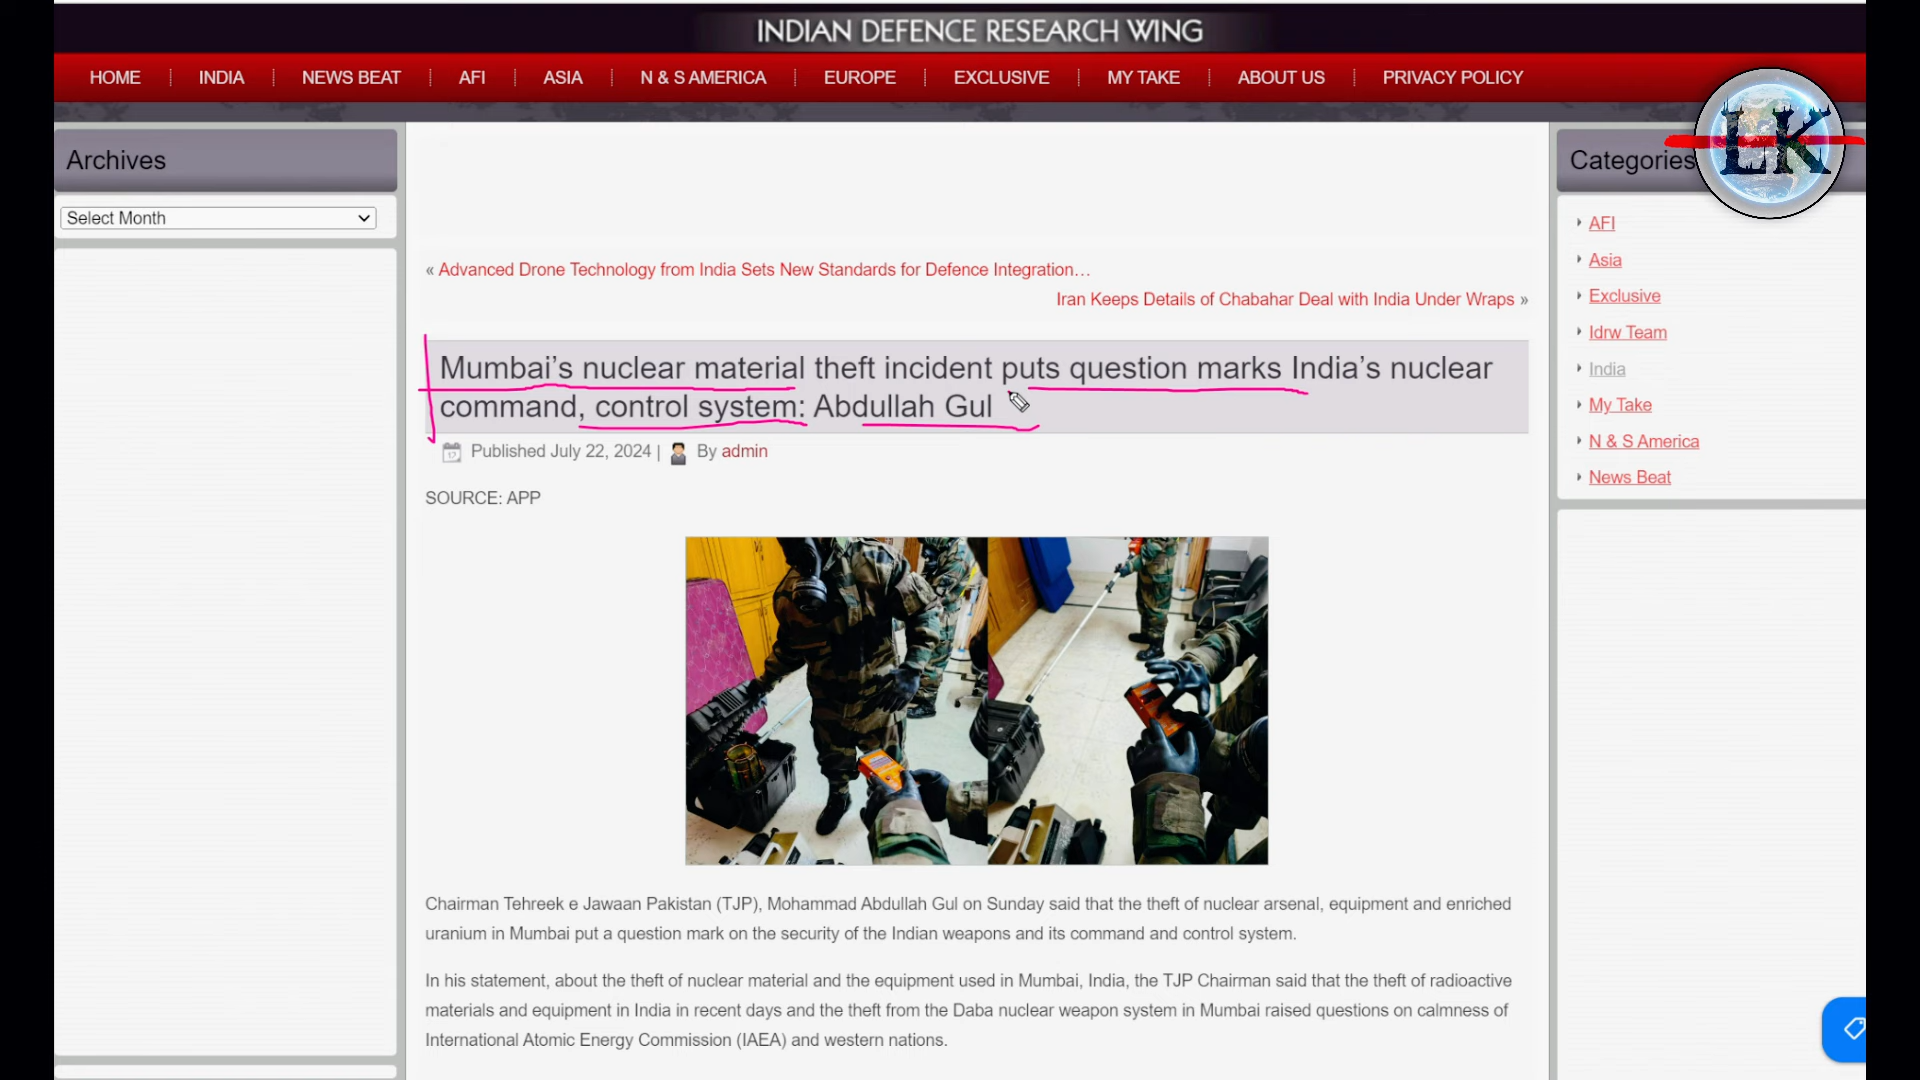 INDIAN DEFENCE RESEARCH WING
HOME INDIA NEWS BEAT AFI ASIA N & S AMERICA EUROPE EXCLUSIVE MY TAKE ABOUT US PRIVACY POLICY
LK
Archives
Select Month
« Advanced Drone Technology from India Sets New Standards for Defence Integration…
Iran Keeps Details of Chabahar Deal with India Under Wraps »
Mumbai’s nuclear material theft incident puts question marks India’s nuclear
command, control system: Abdullah Gul
17 Published July 22, 2024 | By admin
SOURCE: APP
Chairman Tehreek e Jawaan Pakistan (TJP), Mohammad Abdullah Gul on Sunday said that the theft of nuclear arsenal, equipment and enriched
uranium in Mumbai put a question mark on the security of the Indian weapons and its command and control system.
In his statement, about the theft of nuclear material and the equipment used in Mumbai, India, the TJP Chairman said that the theft of radioactive
materials and equipment in India in recent days and the theft from the Daba nuclear weapon system in Mumbai raised questions on calmness of
International Atomic Energy Commission (IAEA) and western nations.
Categories
AFI
Asia
Exclusive
Idrw Team
India
My Take
N & S America
News Beat